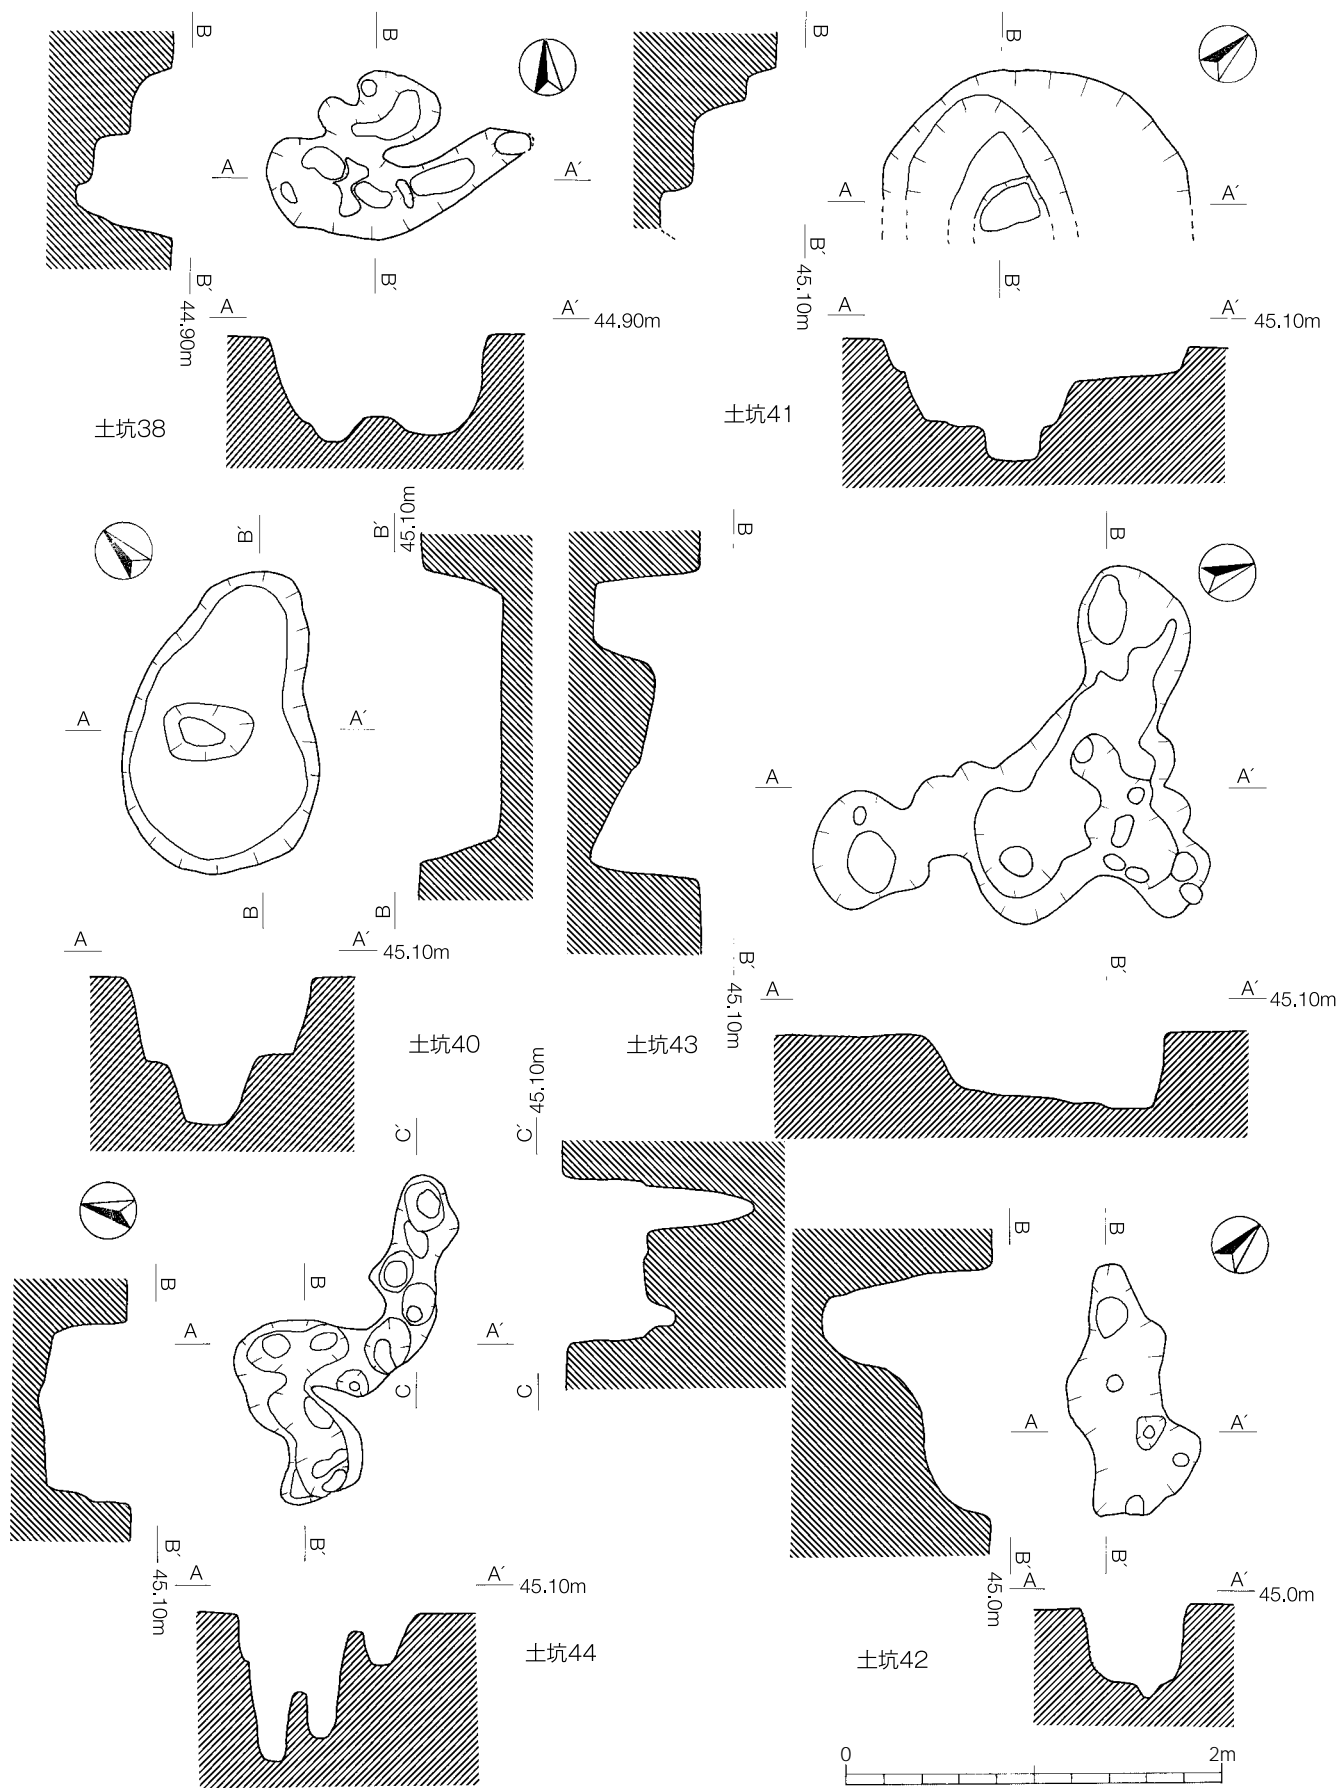 B
B
A
A´
B´
B´
44.90m
A
A´ 44.90m
土坑38
B
B
A
A´
B´
45.10m
B´
A
A´ 45.10m
土坑41
B´
B´
45.10m
A
A´
B
B
A
A´ 45.10m
土坑40
B
B
A
A´
B´
45.10m
B´
A
A´ 45.10m
土坑43
C´
C´
45.10m
B
B
A
A´
C
C
B´
45.10m
B´
A
A´ 45.10m
土坑44
B
B
A
A´
B´
45.0m
B´
A
A´ 45.0m
土坑42
0 2m